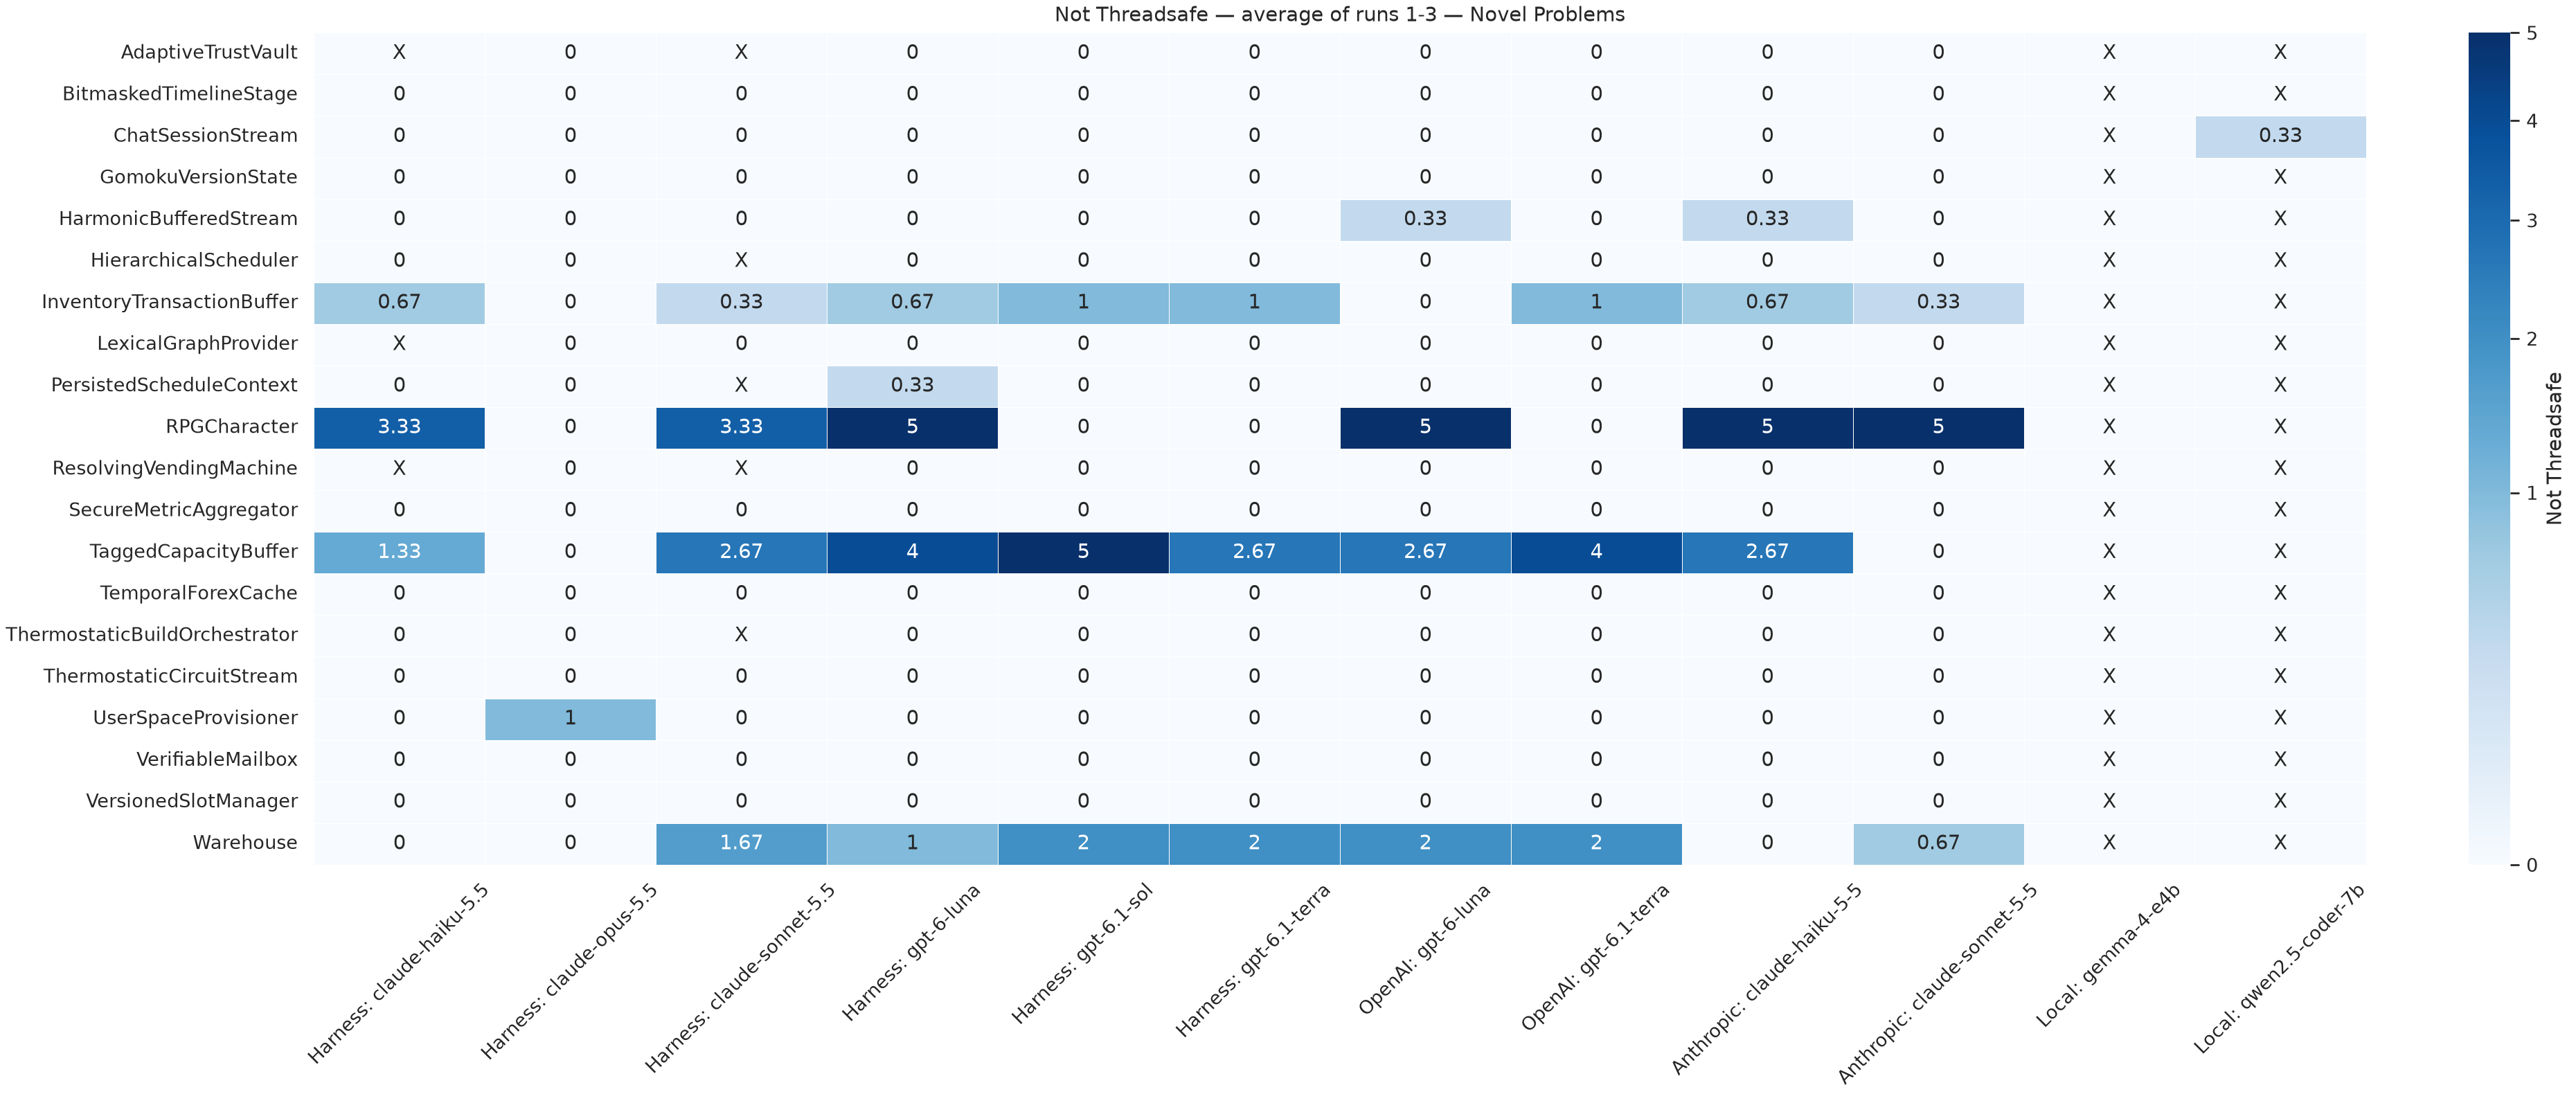 Not Threadsafe — average of runs 1-3 — Novel Problems
AdaptiveTrustVault X 0 X 0 0 0 0 0 0 0 X X
BitmaskedTimelineStage 0 0 0 0 0 0 0 0 0 0 X X
ChatSessionStream 0 0 0 0 0 0 0 0 0 0 X 0.33
GomokuVersionState 0 0 0 0 0 0 0 0 0 0 X X
HarmonicBufferedStream 0 0 0 0 0 0 0.33 0 0.33 0 X X
HierarchicalScheduler 0 0 X 0 0 0 0 0 0 0 X X
InventoryTransactionBuffer 0.67 0 0.33 0.67 1 1 0 1 0.67 0.33 X X
LexicalGraphProvider X 0 0 0 0 0 0 0 0 0 X X
PersistedScheduleContext 0 0 X 0.33 0 0 0 0 0 0 X X
RPGCharacter 3.33 0 3.33 5 0 0 5 0 5 5 X X
ResolvingVendingMachine X 0 X 0 0 0 0 0 0 0 X X
SecureMetricAggregator 0 0 0 0 0 0 0 0 0 0 X X
TaggedCapacityBuffer 1.33 0 2.67 4 5 2.67 2.67 4 2.67 0 X X
TemporalForexCache 0 0 0 0 0 0 0 0 0 0 X X
ThermostaticBuildOrchestrator 0 0 X 0 0 0 0 0 0 0 X X
ThermostaticCircuitStream 0 0 0 0 0 0 0 0 0 0 X X
UserSpaceProvisioner 0 1 0 0 0 0 0 0 0 0 X X
VerifiableMailbox 0 0 0 0 0 0 0 0 0 0 X X
VersionedSlotManager 0 0 0 0 0 0 0 0 0 0 X X
Warehouse 0 0 1.67 1 2 2 2 2 0 0.67 X X
Harness: claude-haiku-5.5
Harness: claude-opus-5.5
Harness: claude-sonnet-5.5
Harness: gpt-6-luna
Harness: gpt-6.1-sol
Harness: gpt-6.1-terra
OpenAI: gpt-6-luna
OpenAI: gpt-6.1-terra
Anthropic: claude-haiku-5-5
Anthropic: claude-sonnet-5-5
Local: gemma-4-e4b
Local: qwen2.5-coder-7b
5
4
3
2
1
0
Not Threadsafe